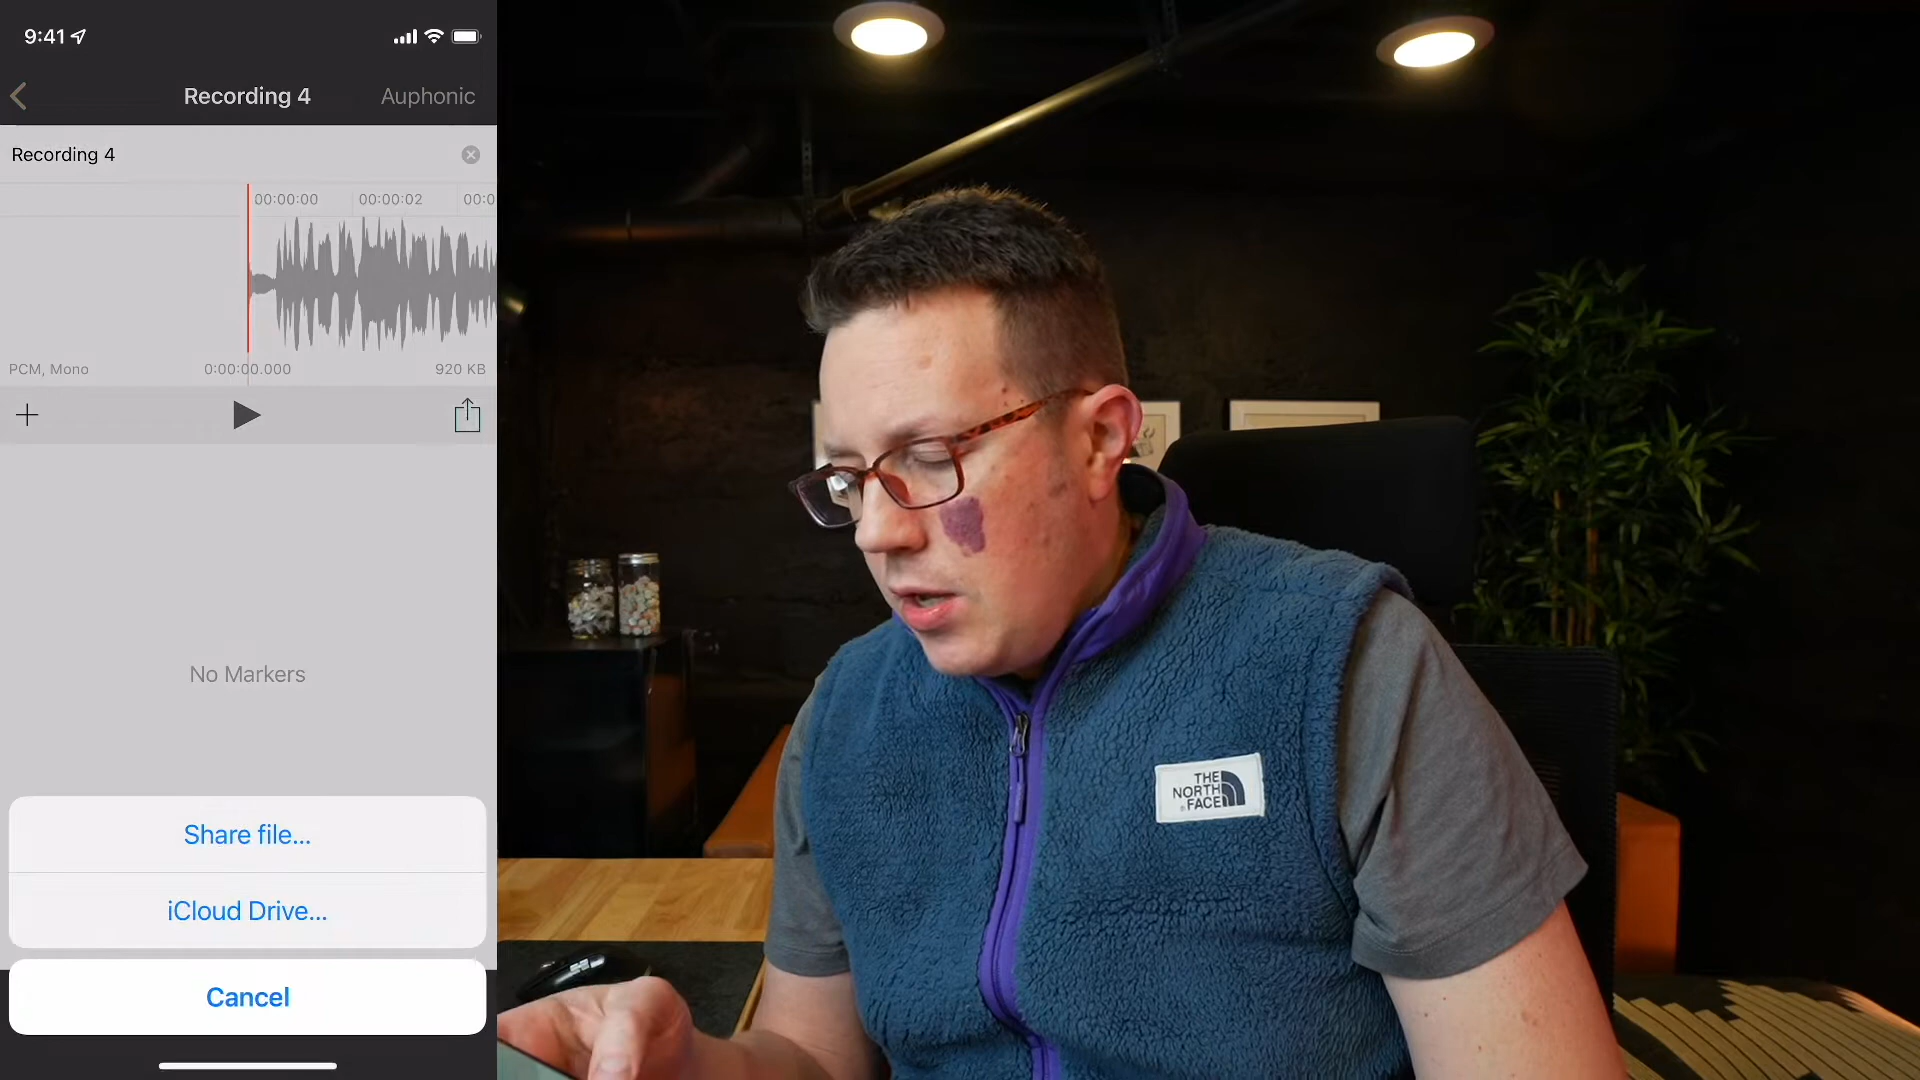 9:41
Recording 4
Auphonic
Recording 4
00:00:00
00:00:02
00:0
PCM, Mono
0:00:00.000
920 KB
No Markers
Share file...
iCloud Drive...
Cancel
THE
NORTH
FACE